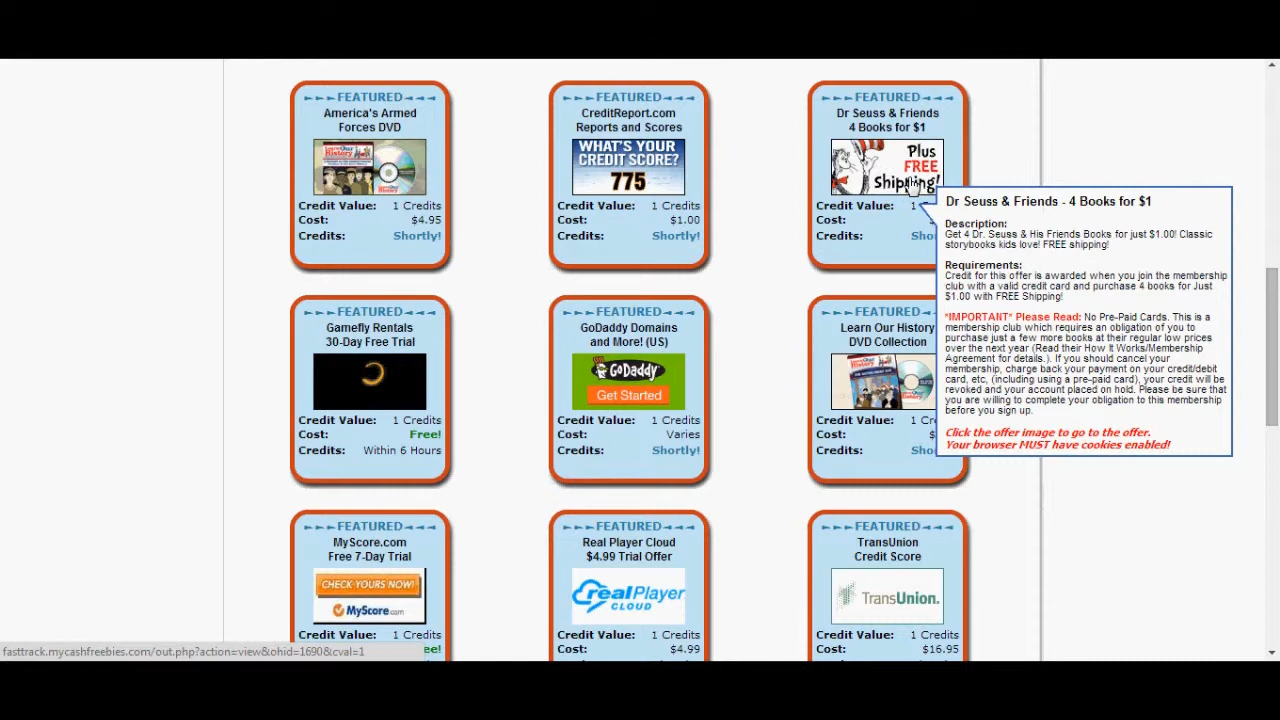 ►►►FEATURED◄◄◄
America's Armed
Forces DVD
Learn Our History
Credit Value: 1 Credits
Cost: $4.95
Credits: Shortly!
►►►FEATURED◄◄◄
CreditReport.com
Reports and Scores
WHAT'S YOUR
CREDIT SCORE?
775
Credit Value: 1 Credits
Cost: $1.00
Credits: Shortly!
►►►FEATURED◄◄◄
Dr Seuss & Friends
4 Books for $1
Plus
FREE
Shipping!
Credit Value: 1
Cost:
Credits: Sho
Dr Seuss & Friends - 4 Books for $1
Description:
Get 4 Dr. Seuss & His Friends Books for just $1.00! Classic
storybooks kids love! FREE shipping!
Requirements:
Credit for this offer is awarded when you join the membership
club with a valid credit card and purchase 4 books for Just
$1.00 with FREE Shipping!
*IMPORTANT* Please Read: No Pre-Paid Cards. This is a
membership club which requires an obligation of you to
purchase just a few more books at their regular low prices
over the next year (Read their How It Works/Membership
Agreement for details.). If you should cancel your
membership, charge back your payment on your credit/debit
card, etc, (including using a pre-paid card), your credit will be
revoked and your account placed on hold. Please be sure that
you are willing to complete your obligation to this membership
before you sign up.
Click the offer image to go to the offer.
Your browser MUST have cookies enabled!
►►►FEATURED◄◄◄
Gamefly Rentals
30-Day Free Trial
Credit Value: 1 Credits
Cost: Free!
Credits: Within 6 Hours
►►►FEATURED◄◄◄
GoDaddy Domains
and More! (US)
GoDaddy
Get Started
Credit Value: 1 Credits
Cost: Varies
Credits: Shortly!
►►►FEATURED
Learn Our History
DVD Collection
Credit Value: 1 C
Cost: $
Credits: Sho
►►►FEATURED◄◄◄
MyScore.com
Free 7-Day Trial
CHECK YOURS NOW!
MyScore.com
Credit Value: 1 Credits
ee!
►►►FEATURED◄◄◄
Real Player Cloud
$4.99 Trial Offer
realPlayer
CLOUD
Credit Value: 1 Credits
Cost: $4.99
►►►FEATURED◄◄◄
TransUnion
Credit Score
TransUnion.
Credit Value: 1 Credits
Cost: $16.95
fasttrack.mycashfreebies.com/out.php?action=view&ohid=1690&cval=1